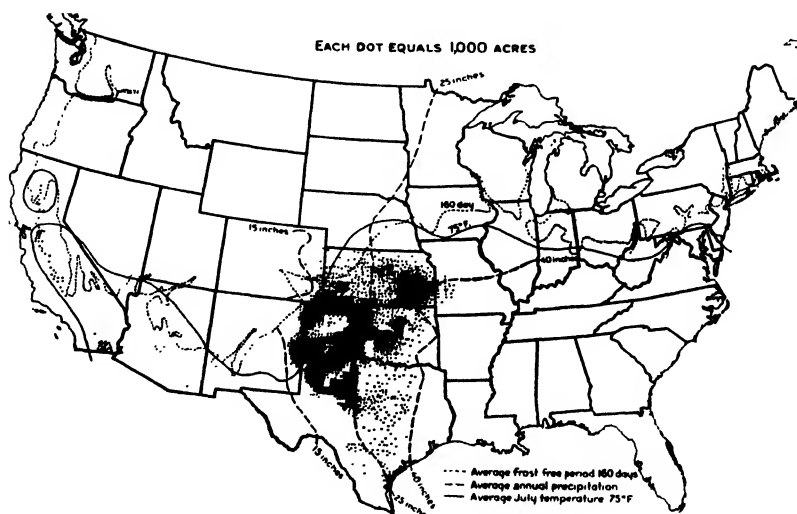 EACH DOT EQUALS 1,000 ACRES
25 inches
160 day
75°F
15 inches
40 inches
15 inches
25 inches
40 inches
Average frost free period 160 days
Average annual precipitation
Average July temperature 75°F